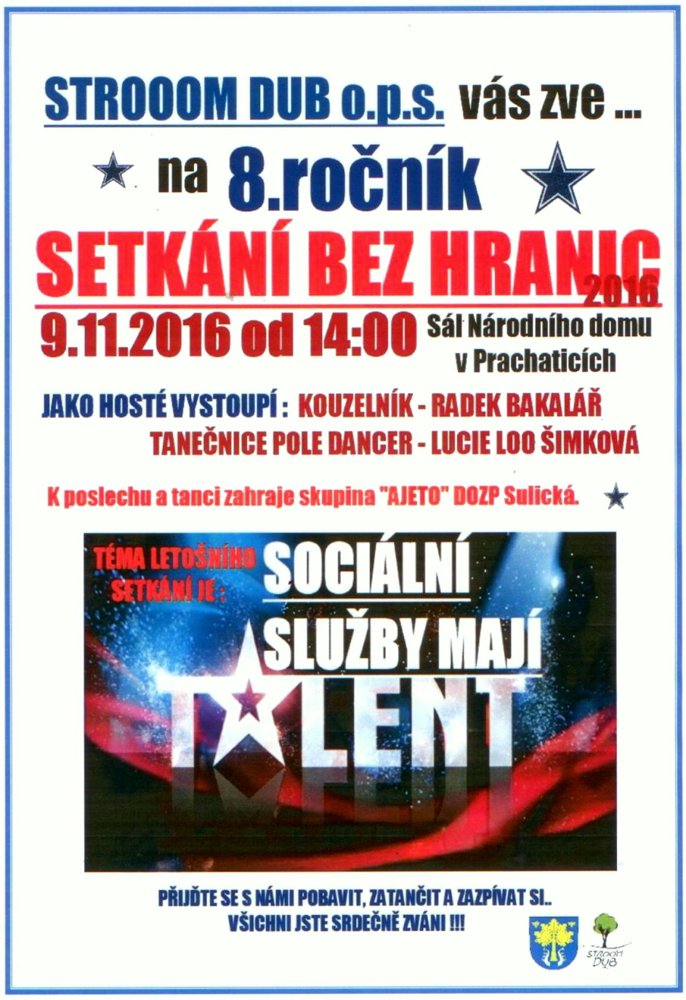 STROOOM DUB o.p.s. vás zve ...
na 8.ročník
SETKÁNÍ BEZ HRANIC
2016
9.11.2016 od 14:00 Sál Národního domu
v Prachaticích
JAKO HOSTÉ VYSTOUPÍ : KOUZELNÍK - RADEK BAKALÁŘ
TANEČNICE POLE DANCER - LUCIE LOO ŠIMKOVÁ
K poslechu a tanci zahraje skupina "AJETO" DOZP Sulická.
TÉMA LETOŠNÍHO
SETKÁNÍ JE :
SOCIÁLNÍ
SLUŽBY MAJÍ
TALENT
PŘIJĎTE SE S NÁMI POBAVIT, ZATANČIT A ZAZPÍVAT SI..
VŠICHNI JSTE SRDEČNĚ ZVÁNI !!!
STROOM
DUB